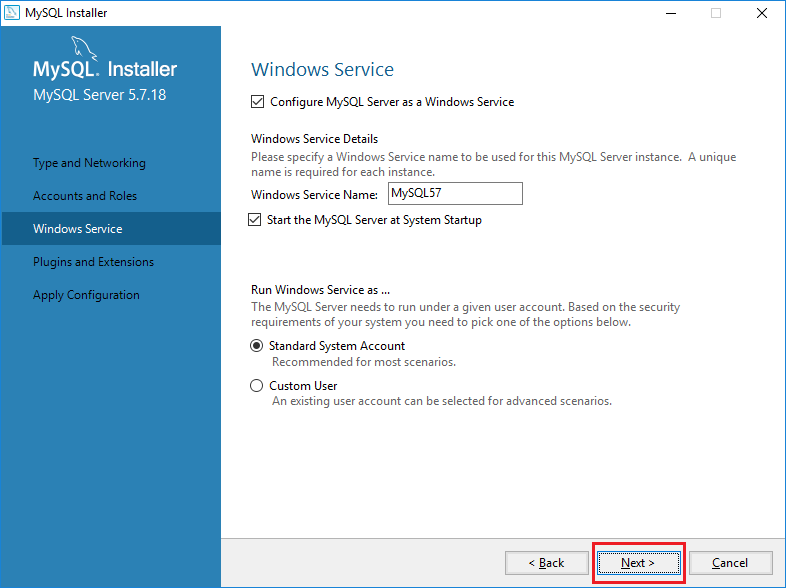 MySQL Installer
MySQL. Installer
MySQL Server 5.7.18
Type and Networking
Accounts and Roles
Windows Service
Plugins and Extensions
Apply Configuration
Windows Service
Configure MySQL Server as a Windows Service
Windows Service Details
Please specify a Windows Service name to be used for this MySQL Server instance.  A unique
name is required for each instance.
Windows Service Name: MySQL57
Start the MySQL Server at System Startup
Run Windows Service as ...
The MySQL Server needs to run under a given user account. Based on the security
requirements of your system you need to pick one of the options below.
Standard System Account
Recommended for most scenarios.
Custom User
An existing user account can be selected for advanced scenarios.
< Back Next > Cancel